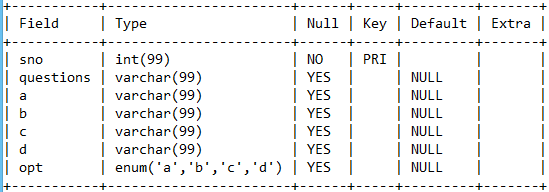 +-----------+-----------------------+------+-----+---------+-------+
| Field     | Type                  | Null | Key | Default | Extra |
+-----------+-----------------------+------+-----+---------+-------+
| sno       | int(99)               | NO   | PRI |         |       |
| questions | varchar(99)           | YES  |     | NULL    |       |
| a         | varchar(99)           | YES  |     | NULL    |       |
| b         | varchar(99)           | YES  |     | NULL    |       |
| c         | varchar(99)           | YES  |     | NULL    |       |
| d         | varchar(99)           | YES  |     | NULL    |       |
| opt       | enum('a','b','c','d') | YES  |     | NULL    |       |
+-----------+-----------------------+------+-----+---------+-------+